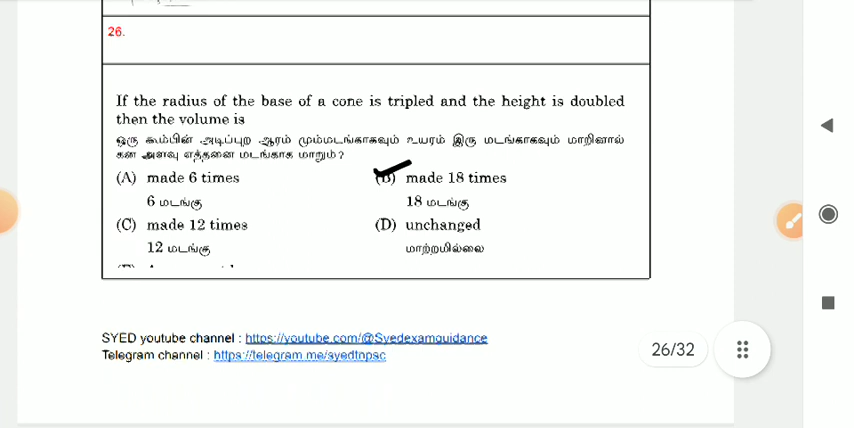 26.
If the radius of the base of a cone is tripled and the height is doubled
then the volume is
ஒரு கூம்பின் அடிப்புற ஆரம் மும்மடங்காகவும் உயரம் இரு மடங்காகவும் மாறினால்
கன அளவு எத்தனை மடங்காக மாறும்?
(A) made 6 times (B) made 18 times
6 மடங்கு 18 மடங்கு
(C) made 12 times (D) unchanged
12 மடங்கு மாற்றமில்லை
SYED youtube channel : https://youtube.com/@Syedexamguidance
Telegram channel : https://telegram.me/syedtnpsc
26/32